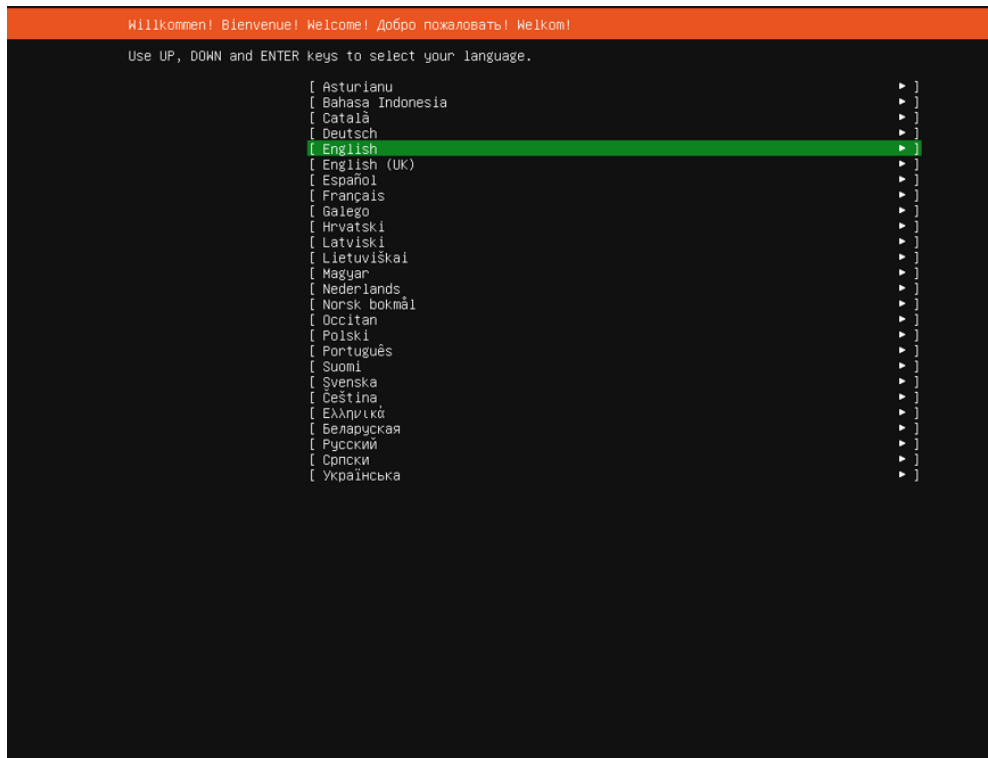 Willkommen! Bienvenue! Welcome! Добро пожаловать! Welkom!
Use UP, DOWN and ENTER keys to select your language.
[ Asturianu ► ]
[ Bahasa Indonesia ► ]
[ Català ► ]
[ Deutsch ► ]
[ English ► ]
[ English (UK) ► ]
[ Español ► ]
[ Français ► ]
[ Galego ► ]
[ Hrvatski ► ]
[ Latviski ► ]
[ Lietuviškai ► ]
[ Magyar ► ]
[ Nederlands ► ]
[ Norsk bokmål ► ]
[ Occitan ► ]
[ Polski ► ]
[ Português ► ]
[ Suomi ► ]
[ Svenska ► ]
[ Čeština ► ]
[ Ελληνικά ► ]
[ Беларуская ► ]
[ Русский ► ]
[ Српски ► ]
[ Українська ► ]